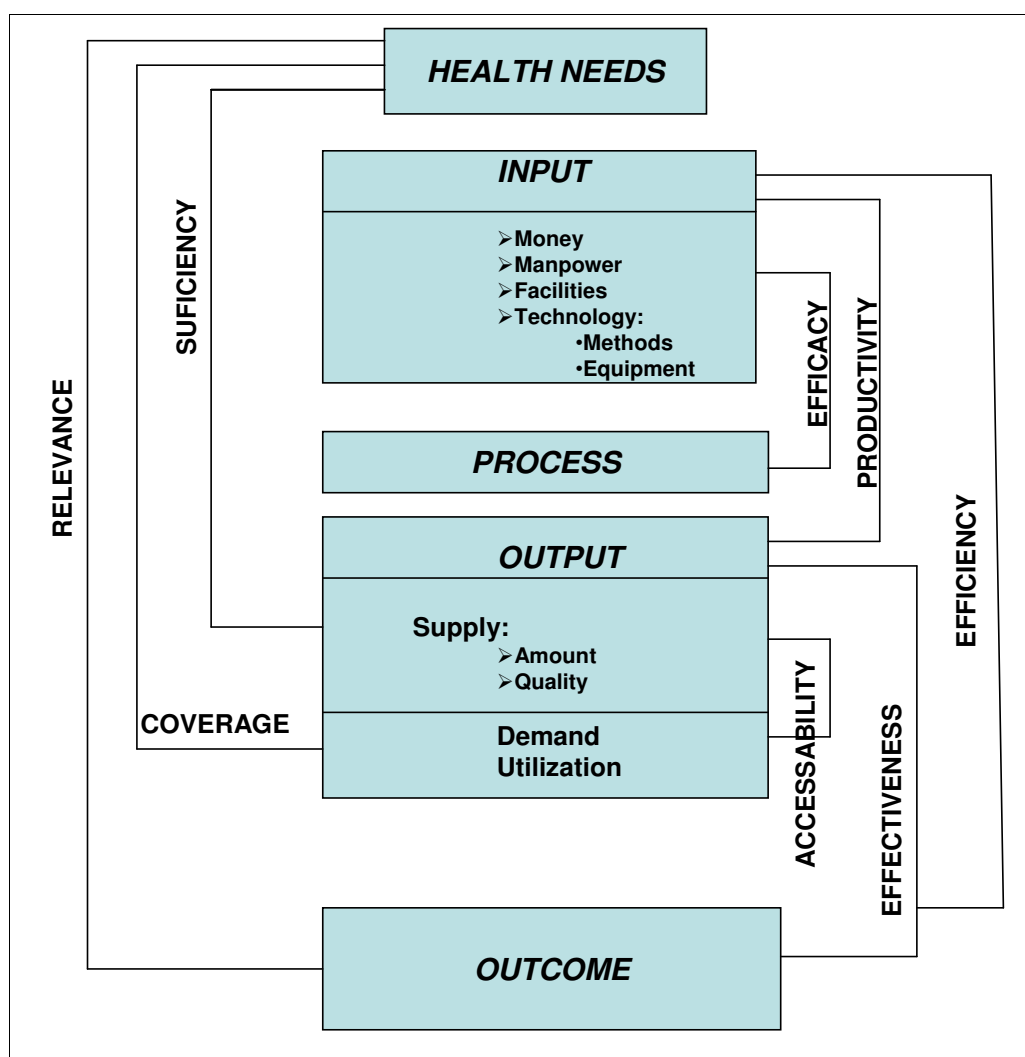 HEALTH NEEDS
INPUT
➢Money
➢Manpower
➢Facilities
➢Technology:
•Methods
•Equipment
PROCESS
OUTPUT
Supply:
➢Amount
➢Quality
Demand
Utilization
OUTCOME
RELEVANCE
SUFICIENCY
COVERAGE
EFFICACY
PRODUCTIVITY
EFFICIENCY
ACCESSABILITY
EFFECTIVENESS